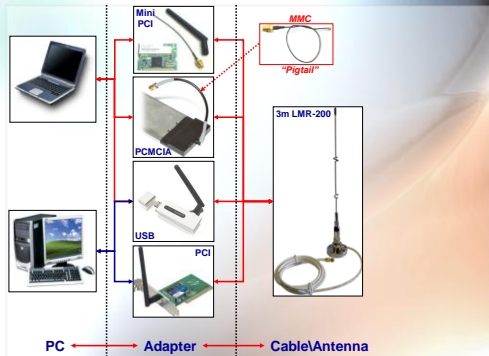 Mini
PCI
MMC
"Pigtail"
PCMCIA
3m LMR-200
USB
PCI
PC
Adapter
Cable\Antenna